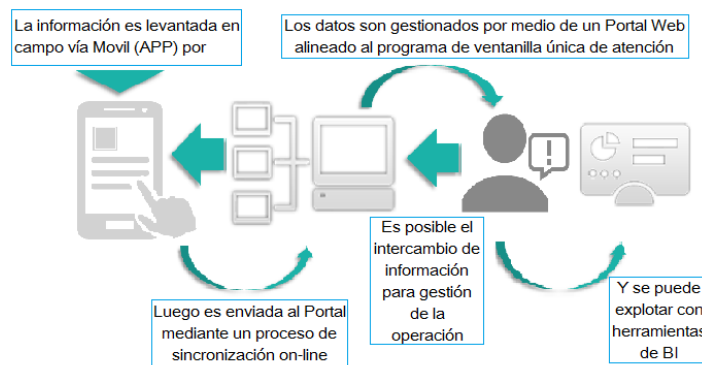 La información es levantada en
campo vía Movil (APP) por
Los datos son gestionados por medio de un Portal Web
alineado al programa de ventanilla única de atención
Es posible el
intercambio de
información
para gestión
de la
operación
Luego es enviada al Portal
mediante un proceso de
sincronización on-line
Y se puede
explotar con
herramientas
de BI